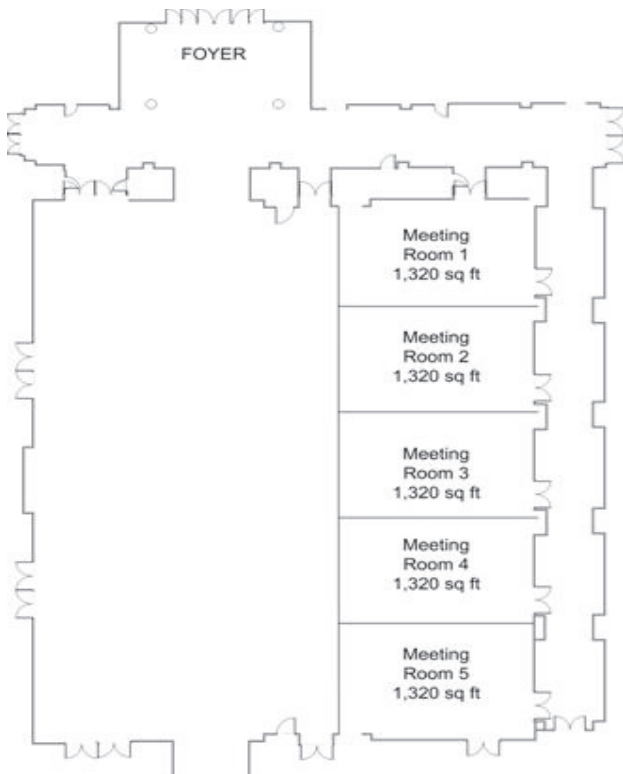 FOYER
Meeting
Room 1
1,320 sq ft
Meeting
Room 2
1,320 sq ft
Meeting
Room 3
1,320 sq ft
Meeting
Room 4
1,320 sq ft
Meeting
Room 5
1,320 sq ft